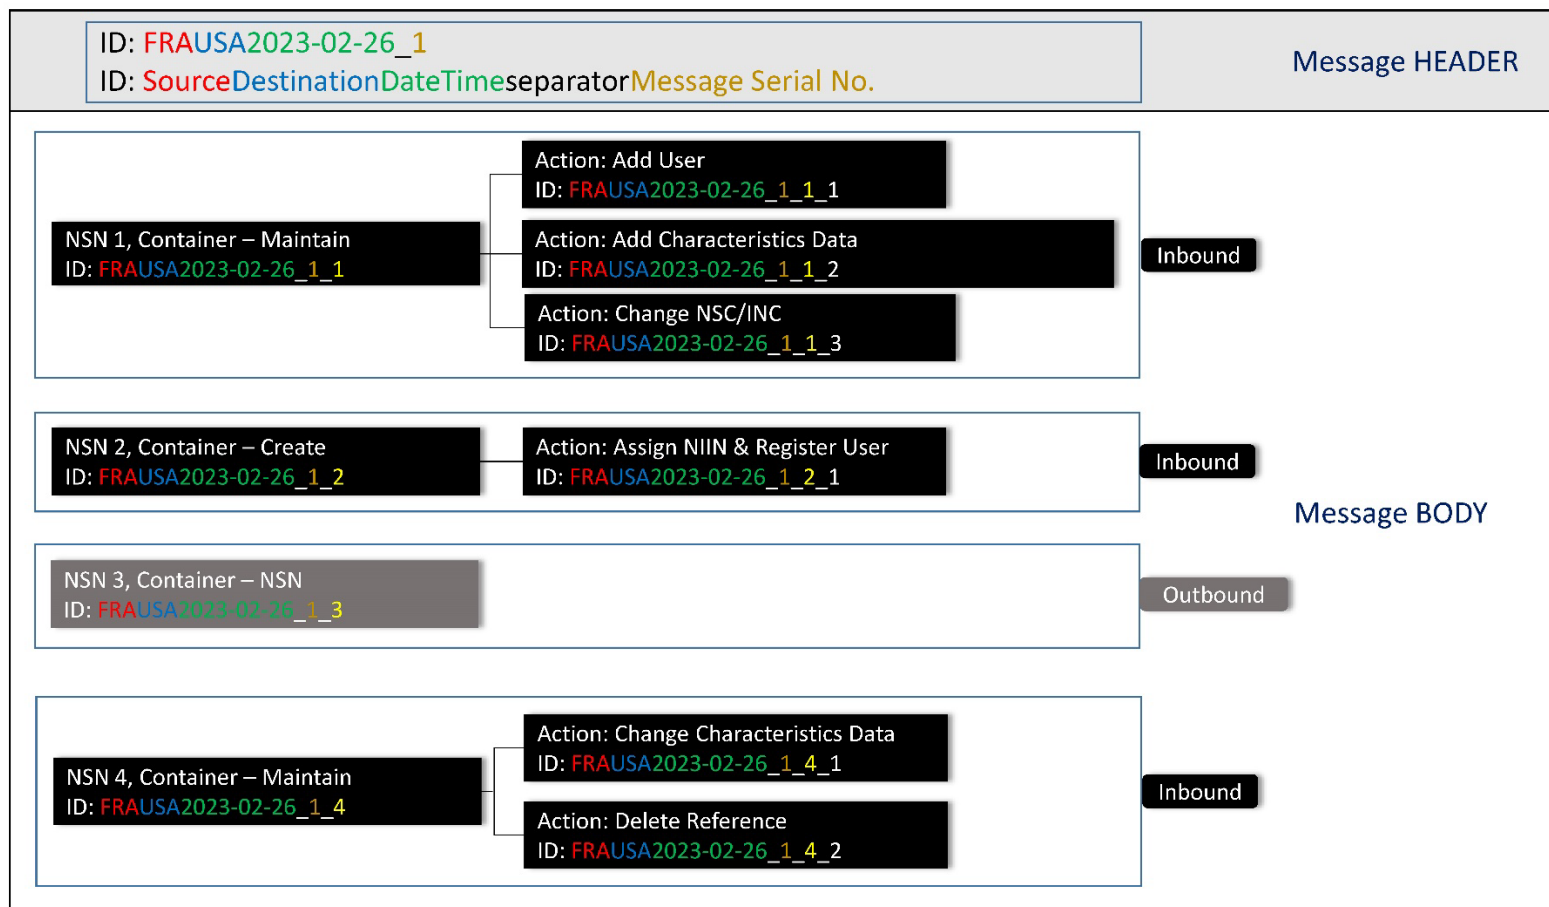 ID: FRAUSA2023-02-26_1
ID: SourceDestinationDateTimeseparatorMessage Serial No.
Message HEADER
NSN 1, Container – Maintain
ID: FRAUSA2023-02-26_1_1
Action: Add User
ID: FRAUSA2023-02-26_1_1_1
Action: Add Characteristics Data
ID: FRAUSA2023-02-26_1_1_2
Action: Change NSC/INC
ID: FRAUSA2023-02-26_1_1_3
Inbound
NSN 2, Container – Create
ID: FRAUSA2023-02-26_1_2
Action: Assign NIIN & Register User
ID: FRAUSA2023-02-26_1_2_1
Inbound
Message BODY
NSN 3, Container – NSN
ID: FRAUSA2023-02-26_1_3
Outbound
NSN 4, Container – Maintain
ID: FRAUSA2023-02-26_1_4
Action: Change Characteristics Data
ID: FRAUSA2023-02-26_1_4_1
Action: Delete Reference
ID: FRAUSA2023-02-26_1_4_2
Inbound